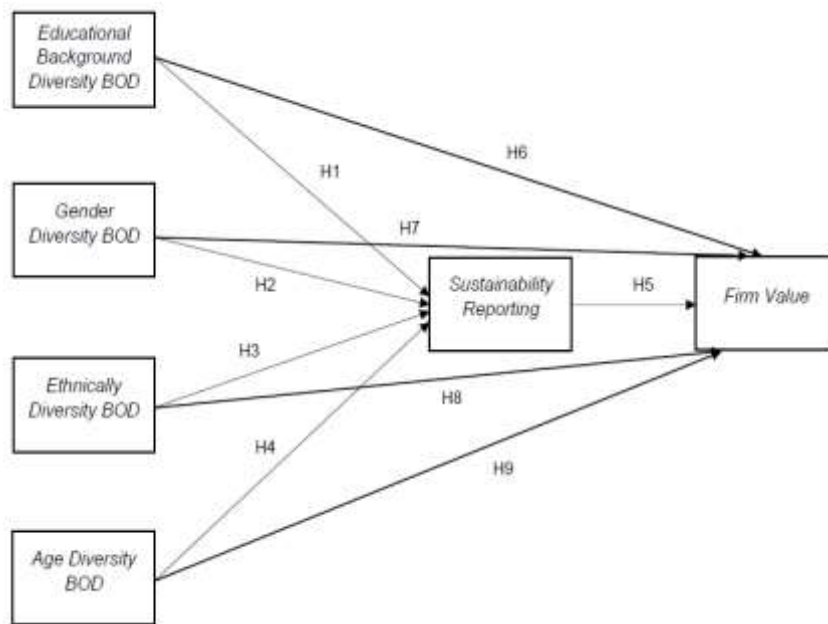 Educational
Background
Diversity BOD
H6
H1
Gender
Diversity BOD
H7
H2
Sustainability
Reporting
H5
Firm Value
H3
Ethnically
Diversity BOD
H8
H4
H9
Age Diversity
BOD